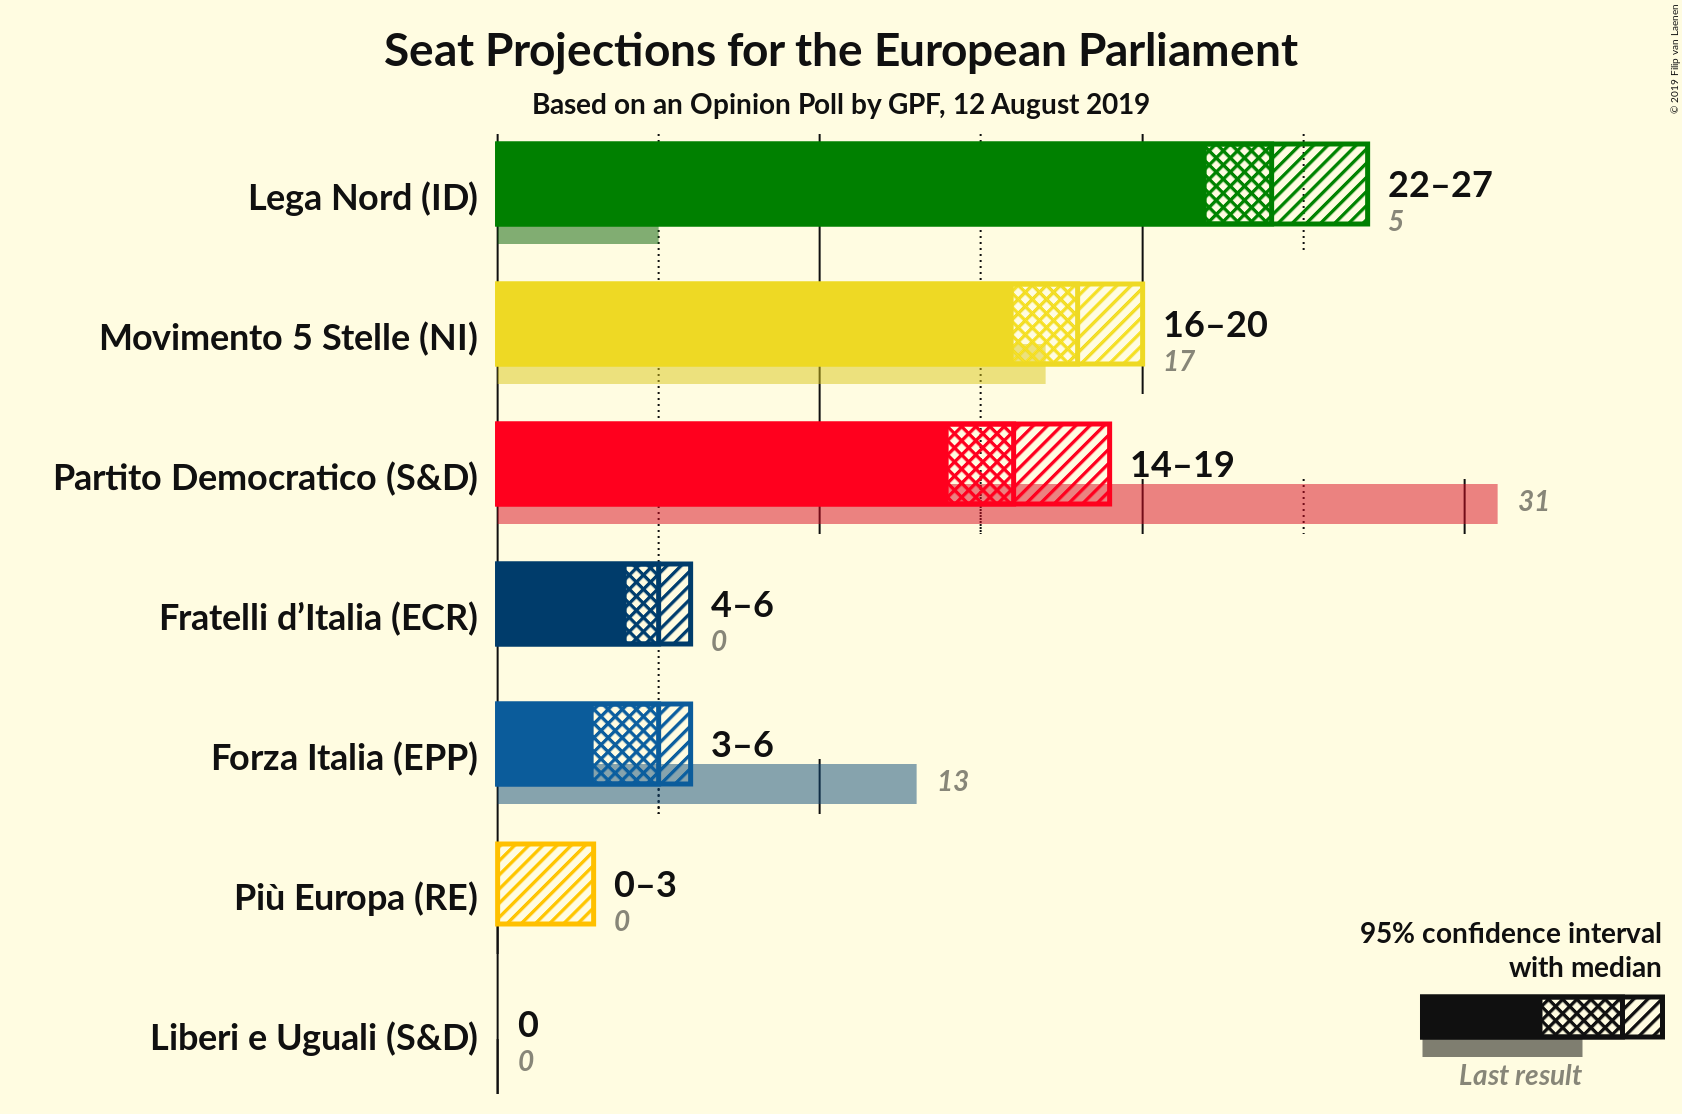 Seat Projections for the European Parliament
Based on an Opinion Poll by GPF, 12 August 2019
© 2019 Filip van Laenen
Lega Nord (ID)
22–27
5
Movimento 5 Stelle (NI)
16–20
17
Partito Democratico (S&D)
14–19
31
Fratelli d’Italia (ECR)
4–6
0
Forza Italia (EPP)
3–6
13
Più Europa (RE)
0–3
0
Liberi e Uguali (S&D)
0
0
95% confidence interval
with median
Last result